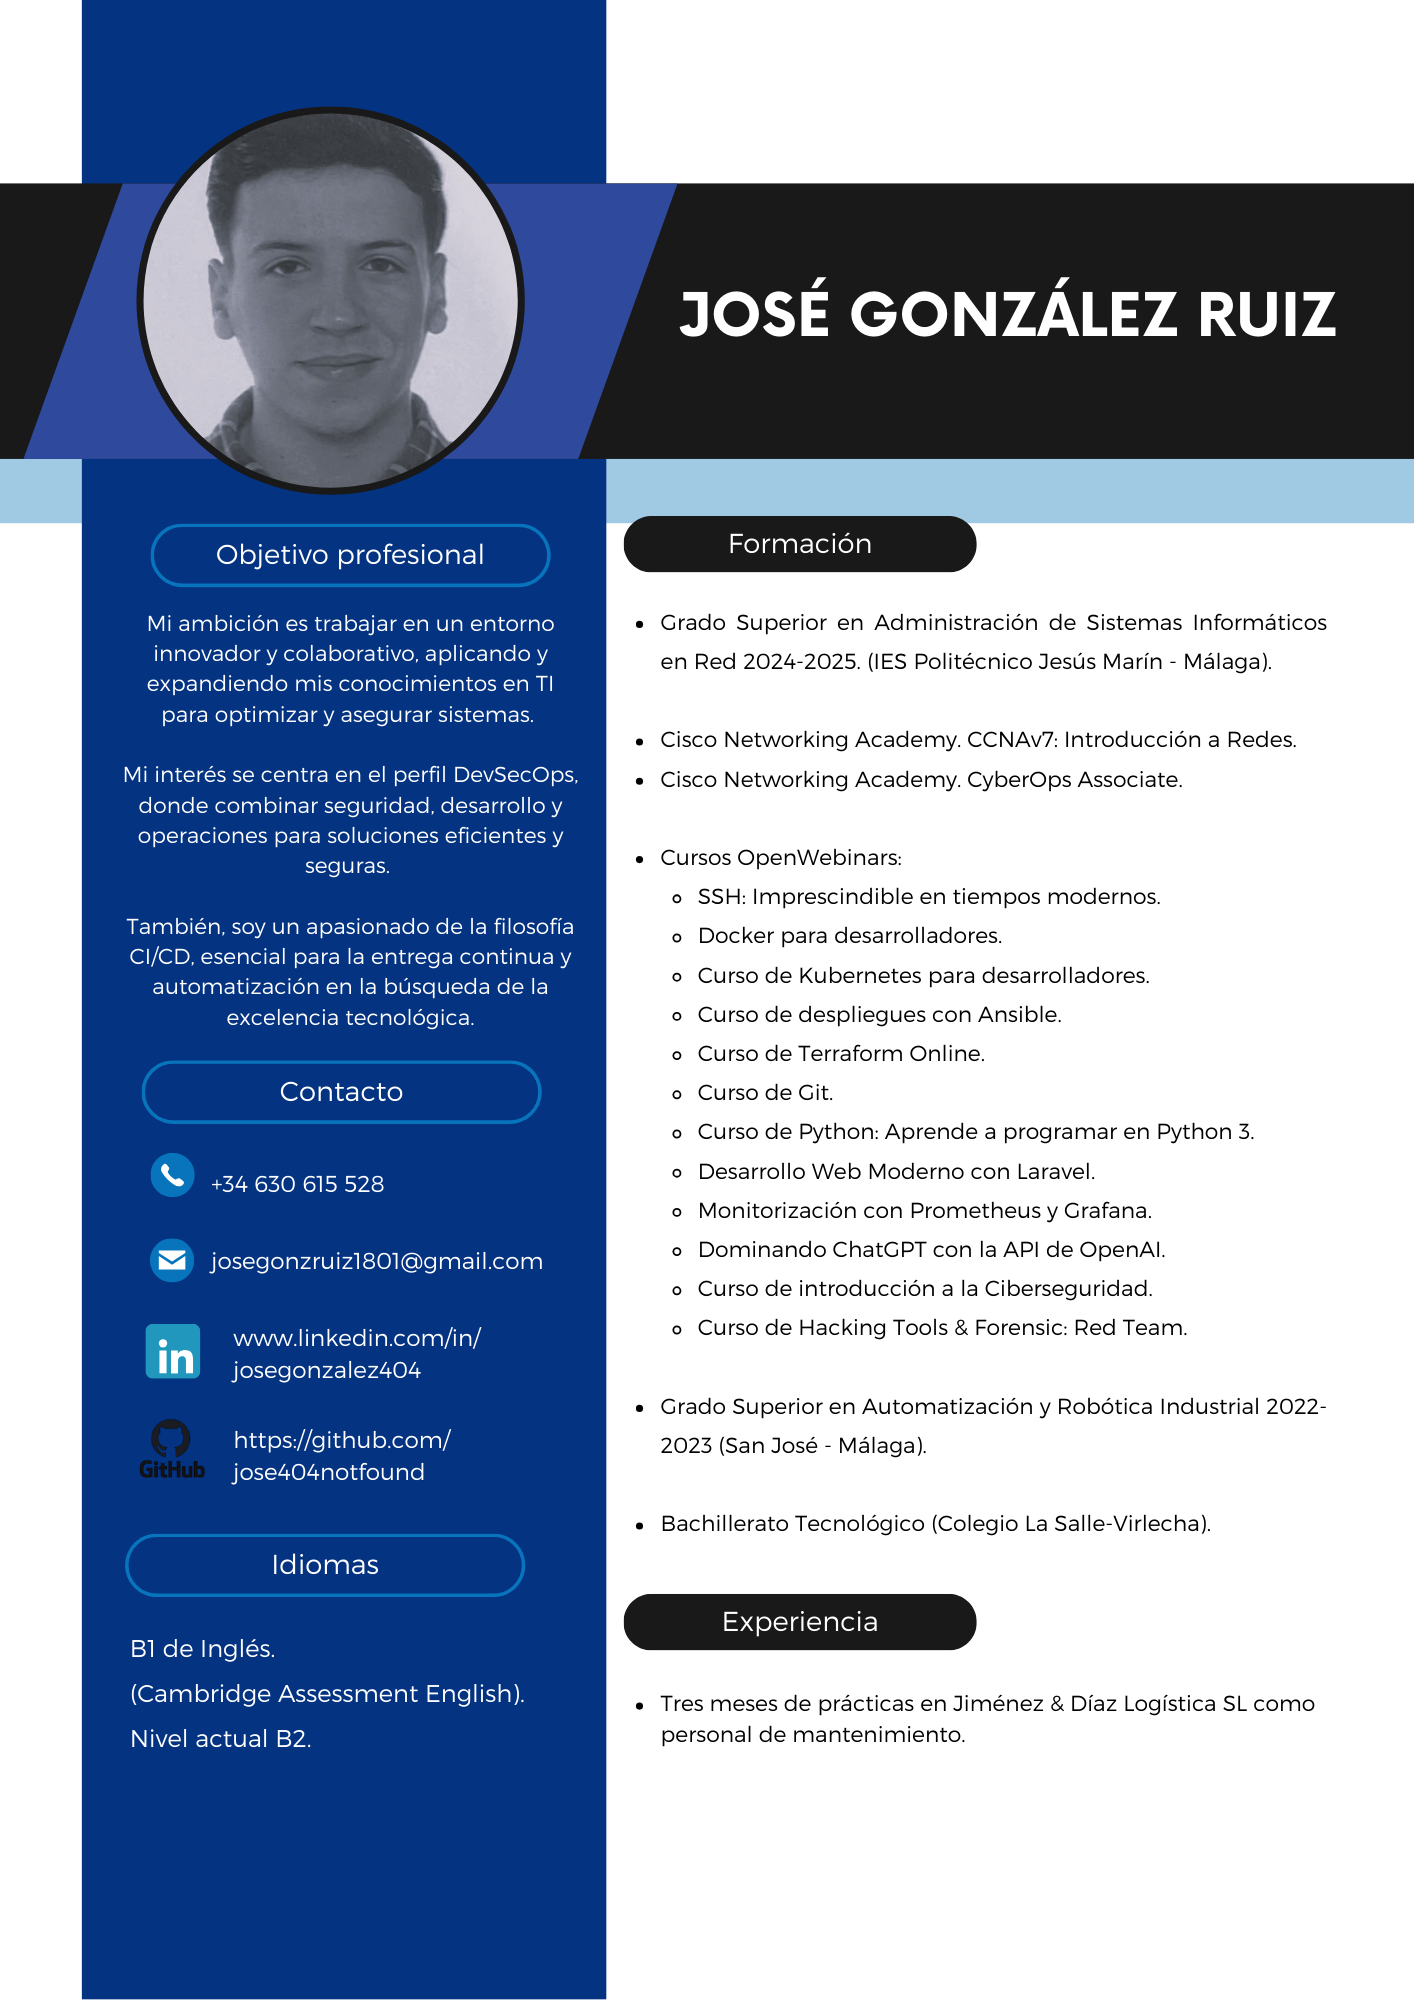 JOSÉ GONZÁLEZ RUIZ
Objetivo profesional
Mi ambición es trabajar en un entorno
innovador y colaborativo, aplicando y
expandiendo mis conocimientos en TI
para optimizar y asegurar sistemas.
Mi interés se centra en el perfil DevSecOps,
donde combinar seguridad, desarrollo y
operaciones para soluciones eficientes y
seguras.
También, soy un apasionado de la filosofía
CI/CD, esencial para la entrega continua y
automatización en la búsqueda de la
excelencia tecnológica.
Contacto
+34 630 615 528
josegonzruiz1801@gmail.com
in
www.linkedin.com/in/
josegonzalez404
GitHub
https://github.com/
jose404notfound
Idiomas
B1 de Inglés.
(Cambridge Assessment English).
Nivel actual B2.
Formación
Grado Superior en Administración de Sistemas Informáticos
en Red 2024-2025. (IES Politécnico Jesús Marín - Málaga).
Cisco Networking Academy. CCNAv7: Introducción a Redes.
Cisco Networking Academy. CyberOps Associate.
Cursos OpenWebinars:
SSH: Imprescindible en tiempos modernos.
Docker para desarrolladores.
Curso de Kubernetes para desarrolladores.
Curso de despliegues con Ansible.
Curso de Terraform Online.
Curso de Git.
Curso de Python: Aprende a programar en Python 3.
Desarrollo Web Moderno con Laravel.
Monitorización con Prometheus y Grafana.
Dominando ChatGPT con la API de OpenAI.
Curso de introducción a la Ciberseguridad.
Curso de Hacking Tools & Forensic: Red Team.
Grado Superior en Automatización y Robótica Industrial 2022-
2023 (San José - Málaga).
Bachillerato Tecnológico (Colegio La Salle-Virlecha).
Experiencia
Tres meses de prácticas en Jiménez & Díaz Logística SL como
personal de mantenimiento.